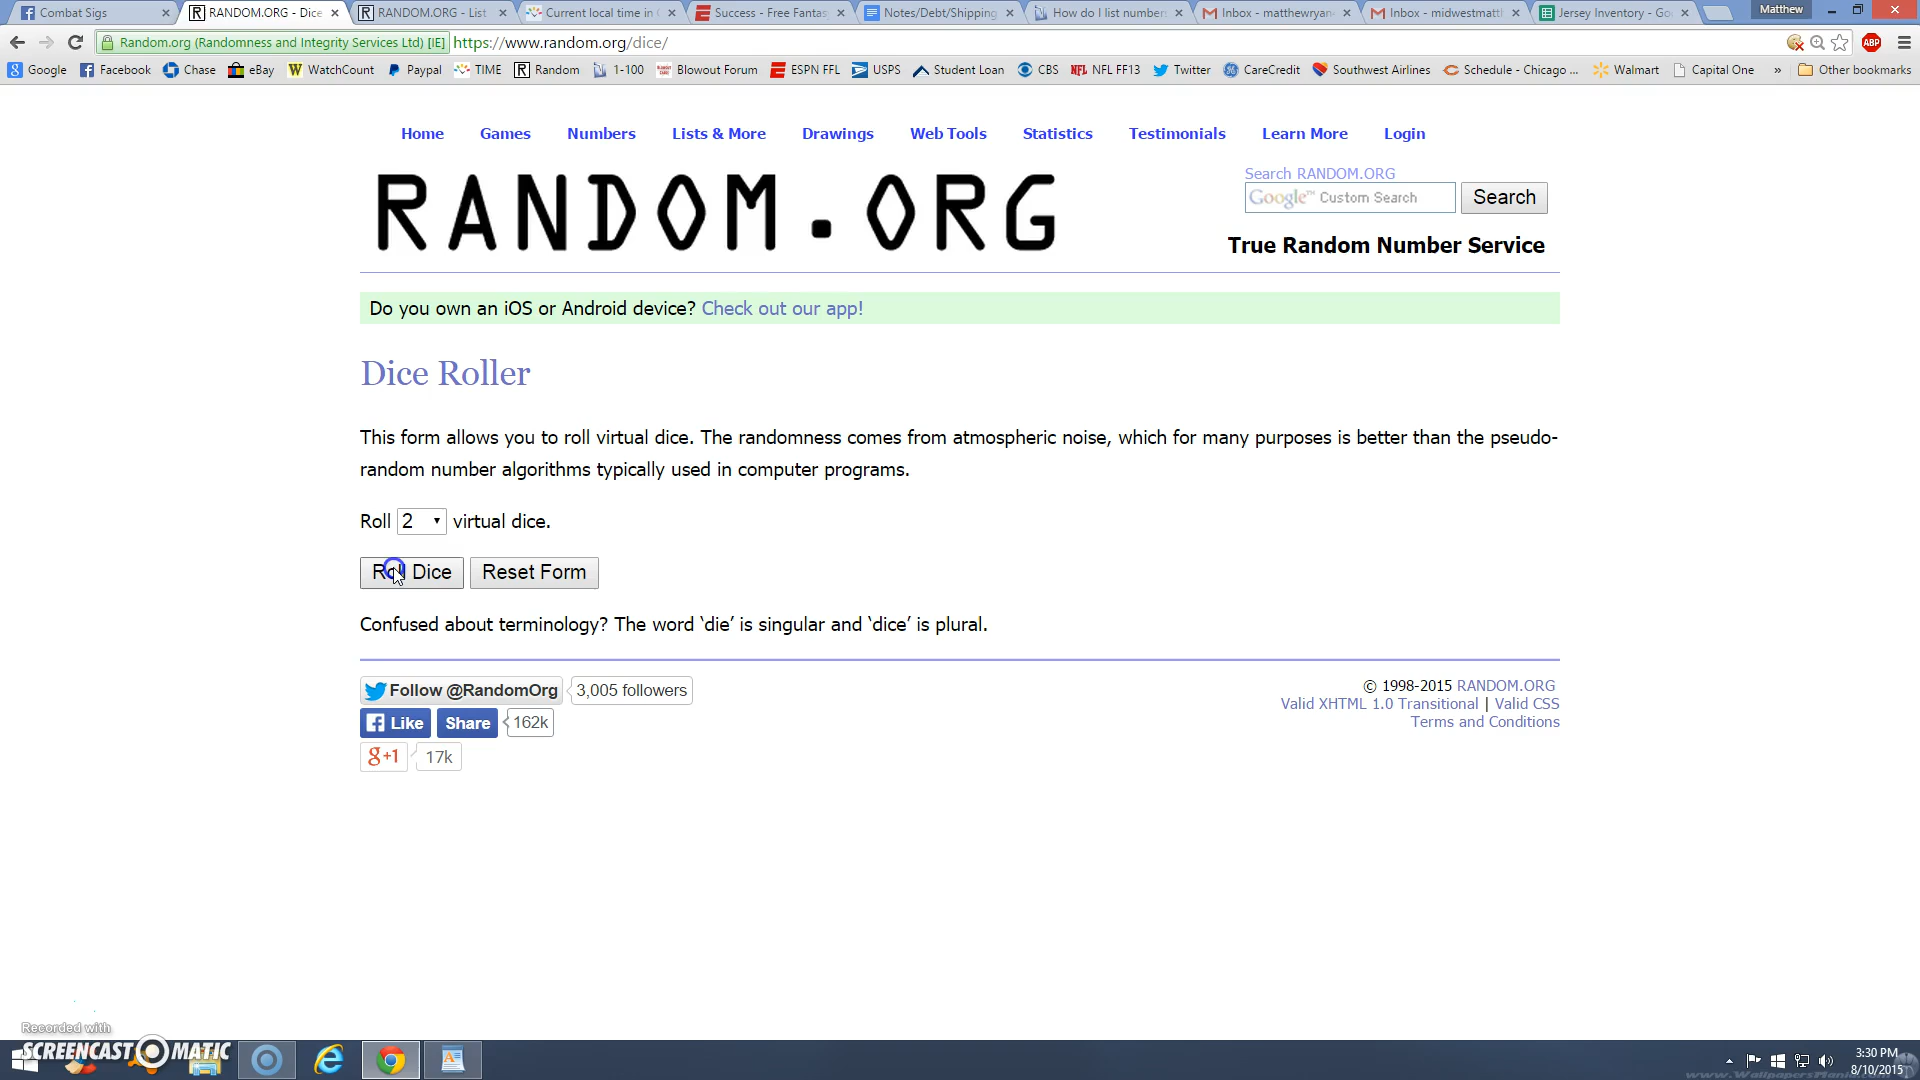 Combat Sigs
RANDOM.ORG - Dice
RANDOM.ORG - List
Current local time in
Success - Free Fantas
Notes/Debt/Shipping
How do I list numbers
Inbox - matthewryan
Inbox - midwestmatt
Jersey Inventory - Go
Matthew
Random.org (Randomness and Integrity Services Ltd) [IE] https://www.random.org/dice/
ABP
Google Facebook Chase eBay WatchCount Paypal TIME Random 1-100 Blowout Forum ESPN FFL USPS Student Loan CBS NFL FF13 Twitter CareCredit Southwest Airlines Schedule - Chicago ... Walmart Capital One » Other bookmarks
Home Games Numbers Lists & More Drawings Web Tools Statistics Testimonials Learn More Login
RANDOM.ORG
Search RANDOM.ORG
Google™ Custom Search Search
True Random Number Service
Do you own an iOS or Android device? Check out our app!
Dice Roller
This form allows you to roll virtual dice. The randomness comes from atmospheric noise, which for many purposes is better than the pseudo-
random number algorithms typically used in computer programs.
Roll 2 virtual dice.
Roll Dice Reset Form
Confused about terminology? The word ‘die’ is singular and ‘dice’ is plural.
Follow @RandomOrg 3,005 followers
Like Share 162k
g+1 17k
© 1998-2015 RANDOM.ORG
Valid XHTML 1.0 Transitional | Valid CSS
Terms and Conditions
Recorded with
SCREENCAST O MATIC
3:30 PM
8/10/2015